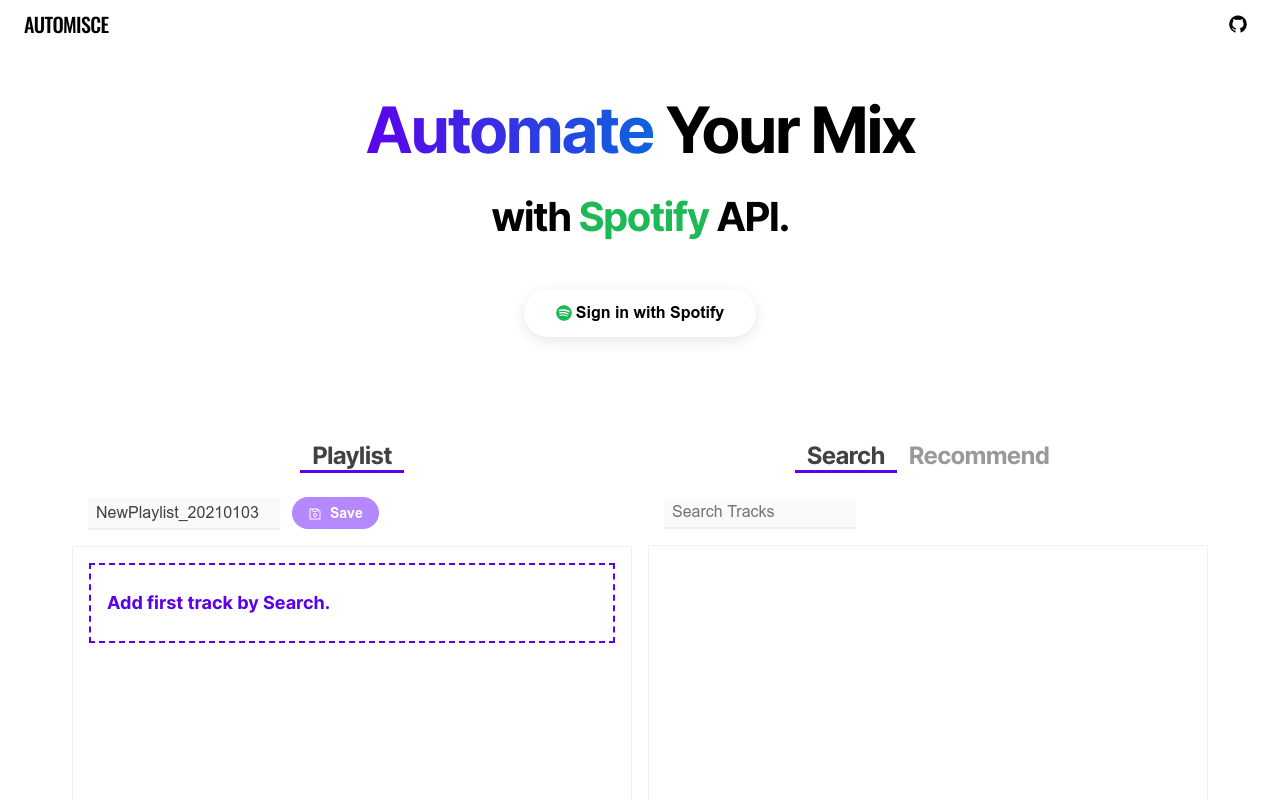 AUTOMISCE
Automate Your Mix
with Spotify API.
Sign in with Spotify
Playlist
Search Recommend
NewPlaylist_20210103 Save
Search Tracks
Add first track by Search.